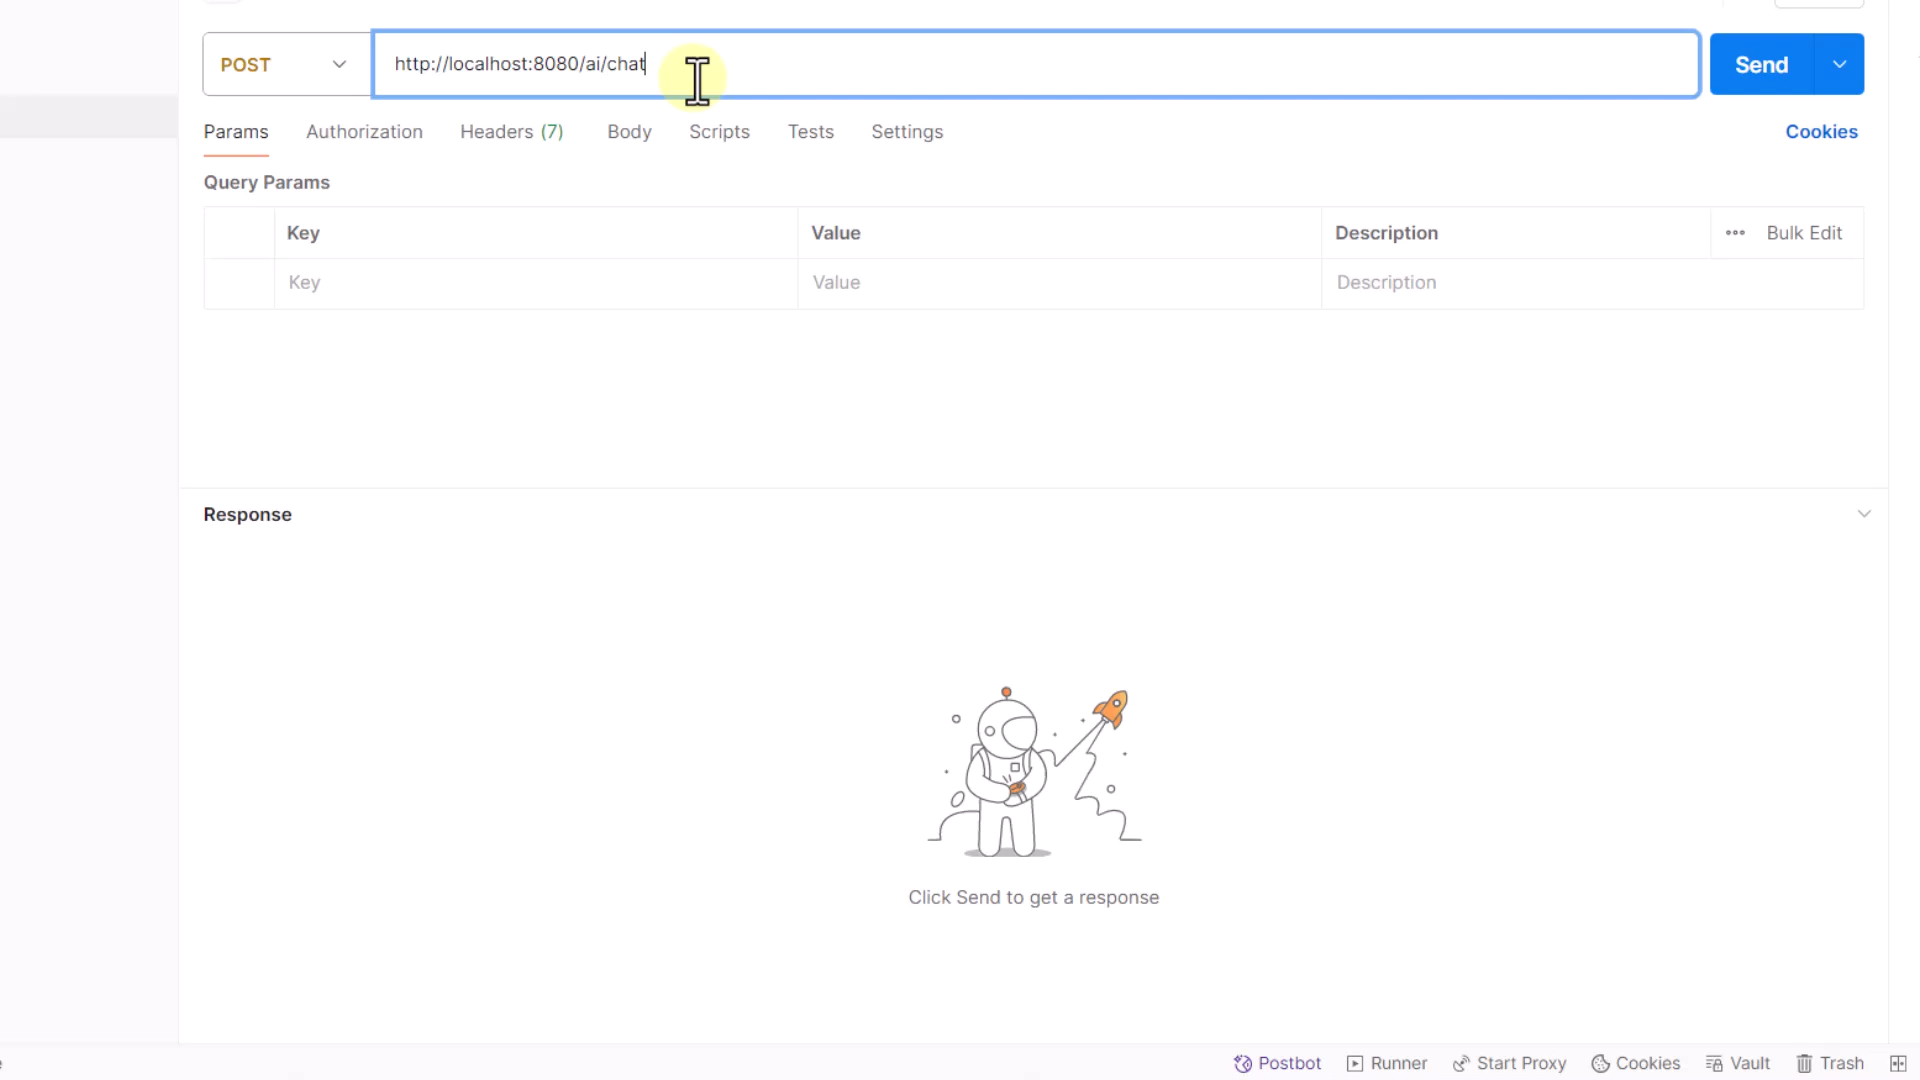 POST http://localhost:8080/ai/chat Send
Params Authorization Headers (7) Body Scripts Tests Settings Cookies
Query Params
Key Value Description Bulk Edit
Key Value Description
Response
Click Send to get a response
Postbot Runner Start Proxy Cookies Vault Trash